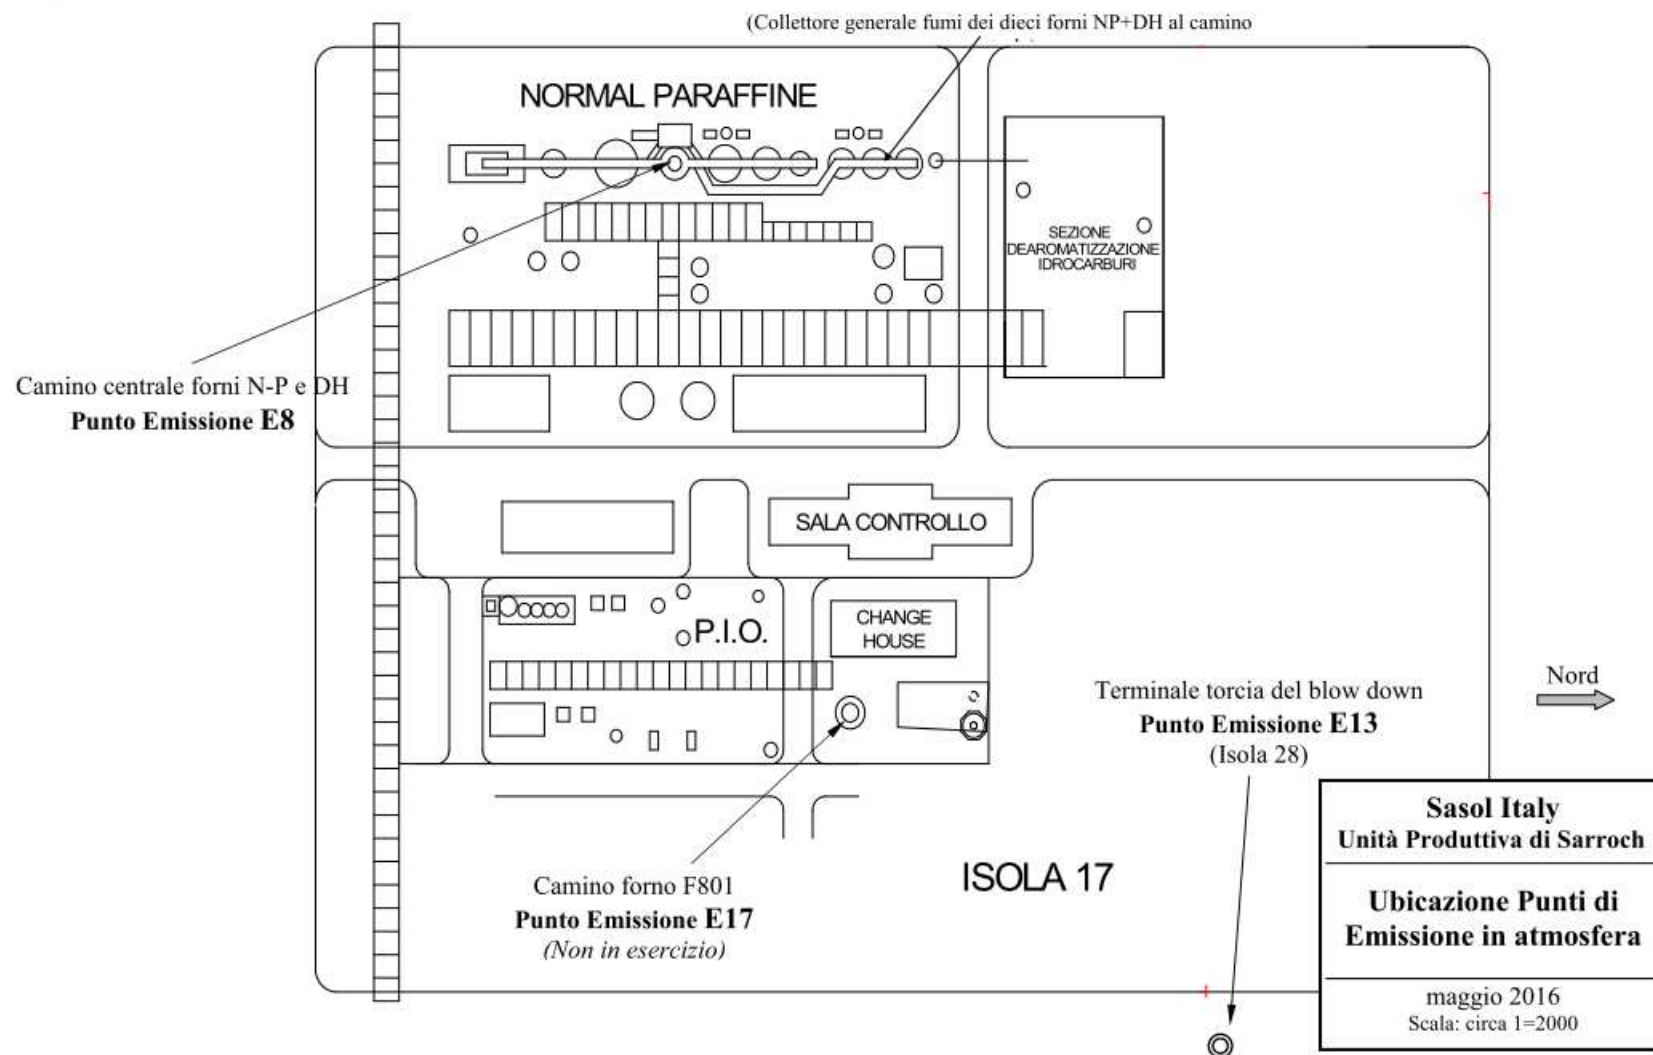 (Collettore generale fumi dei dieci forni NP+DH al camino
NORMAL PARAFFINE
SEZIONE
DEAROMATIZZAZIONE
IDROCARBURI
Camino centrale forni N-P e DH
Punto Emissione E8
SALA CONTROLLO
P.I.O.
CHANGE
HOUSE
Nord
Terminale torcia del blow down
Punto Emissione E13
(Isola 28)
Camino forno F801
Punto Emissione E17
(Non in esercizio)
ISOLA 17
Sasol Italy
Unità Produttiva di Sarroch
Ubicazione Punti di
Emissione in atmosfera
maggio 2016
Scala: circa 1=2000